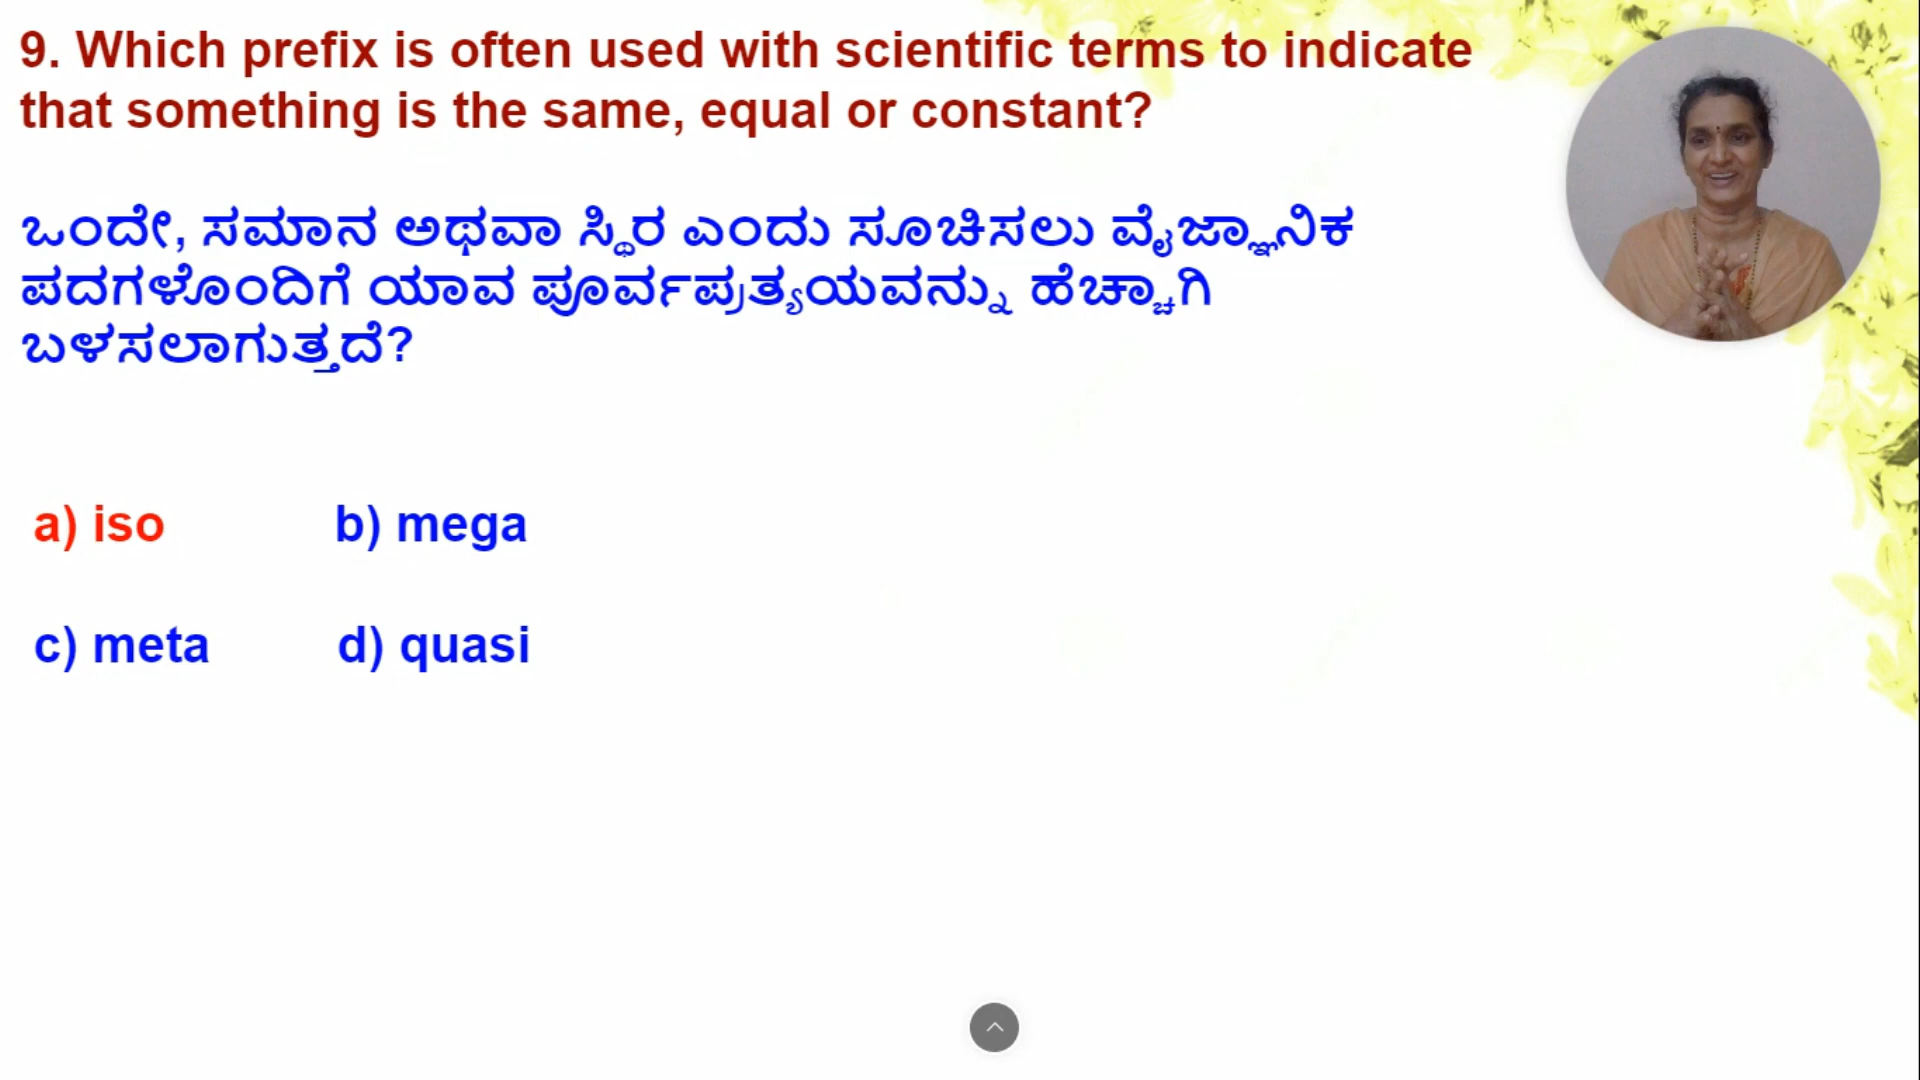 9. Which prefix is often used with scientific terms to indicate
that something is the same, equal or constant?
ಒಂದೇ, ಸಮಾನ ಅಥವಾ ಸ್ಥಿರ ಎಂದು ಸೂಚಿಸಲು ವೈಜ್ಞಾನಿಕ
ಪದಗಳೊಂದಿಗೆ ಯಾವ ಪೂರ್ವಪ್ರತ್ಯಯವನ್ನು ಹೆಚ್ಚಾಗಿ
ಬಳಸಲಾಗುತ್ತದೆ?
a) iso b) mega
c) meta d) quasi